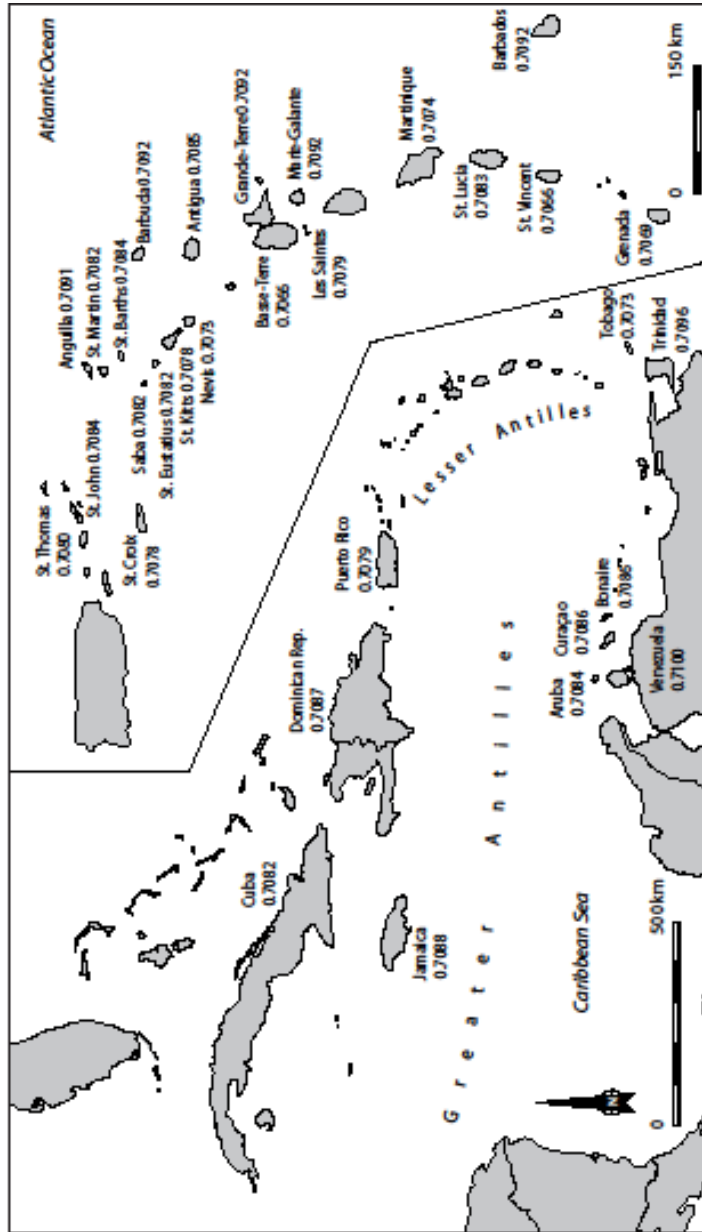 Atlantic Ocean
St. Thomas
0.7080
St. John 0.7084
St. Croix
0.7078
Anguilla 0.7091
St. Martin 0.7082
St. Barths 0.7084
Barbuda 0.7092
Saba 0.7082
St. Eustatius 0.7082
St. Kitts 0.7078
Nevis 0.7075
Antigua 0.7085
Grande-Terre 0.7092
Basse-Terre
0.7066
Marie-Galante
0.7092
Les Saintes
0.7079
Martinique
0.7074
St. Lucia
0.7083
St. Vincent
0.7066
Barbados
0.7092
Grenada
0.7069
0 150 km
Cuba
0.7082
Dominican Rep.
0.7087
Puerto Rico
0.7079
Jamaica
0.7088
Lesser Antilles
Greater Antilles
Aruba
0.7084
Curaçao
0.7086
Bonaire
0.7086
Tobago
0.7073
Trinidad
0.7096
Venezuela
0.7100
Caribbean Sea
N
0 500 km